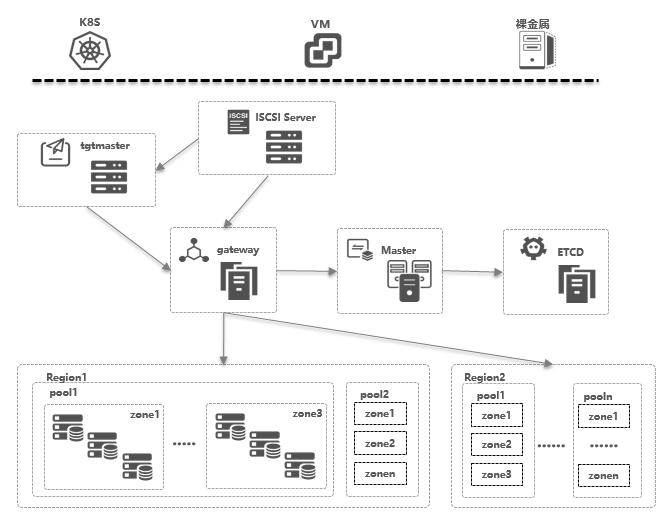 K8S
VM
裸金属
iSCSI
ISCSI Server
tgtmaster
gateway
Master
ETCD
Region1
pool1
zone1
......
zone3
pool2
zone1
zone2
zonen
Region2
pool1
zone1
zone2
zone3
......
pooln
zone1
......
zonen